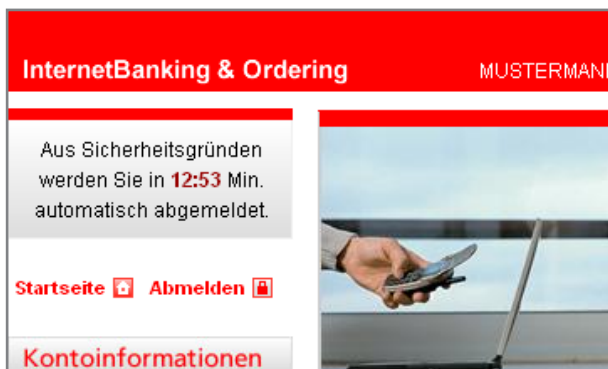 InternetBanking & Ordering
Aus Sicherheitsgründen
werden Sie in 12:53 Min.
automatisch abgemeldet.
Startseite Abmelden
Kontoinformationen